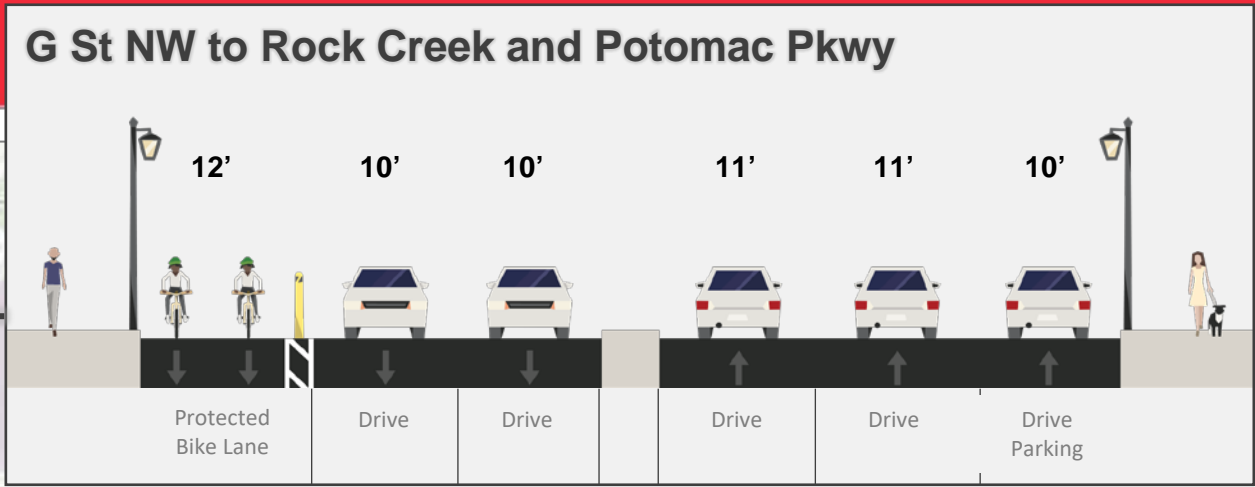 G St NW to Rock Creek and Potomac Pkwy
12’ 10’ 10’ 11’ 11’ 10’
Protected
Bike Lane
Drive
Drive
Drive
Drive
Drive
Parking